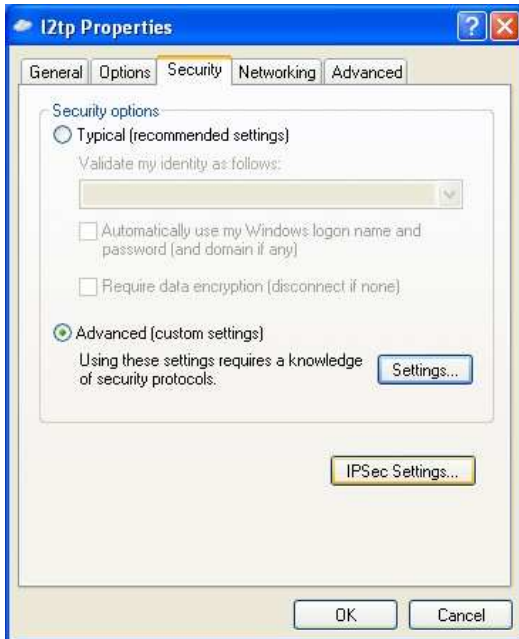 l2tp Properties
General Options Security Networking Advanced
Security options
Typical (recommended settings)
Validate my identity as follows:
Automatically use my Windows logon name and
password (and domain if any)
Require data encryption (disconnect if none)
Advanced (custom settings)
Using these settings requires a knowledge
of security protocols.
Settings...
IPSec Settings...
OK Cancel